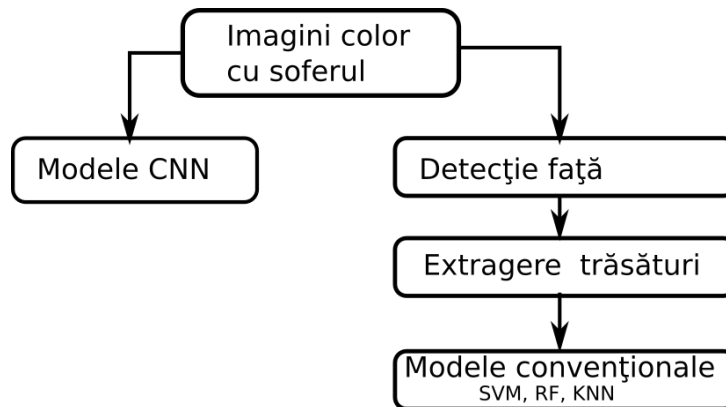 Imagini color
cu soferul
Modele CNN
Detecţie faţă
Extragere trăsături
Modele convenţionale
SVM, RF, KNN